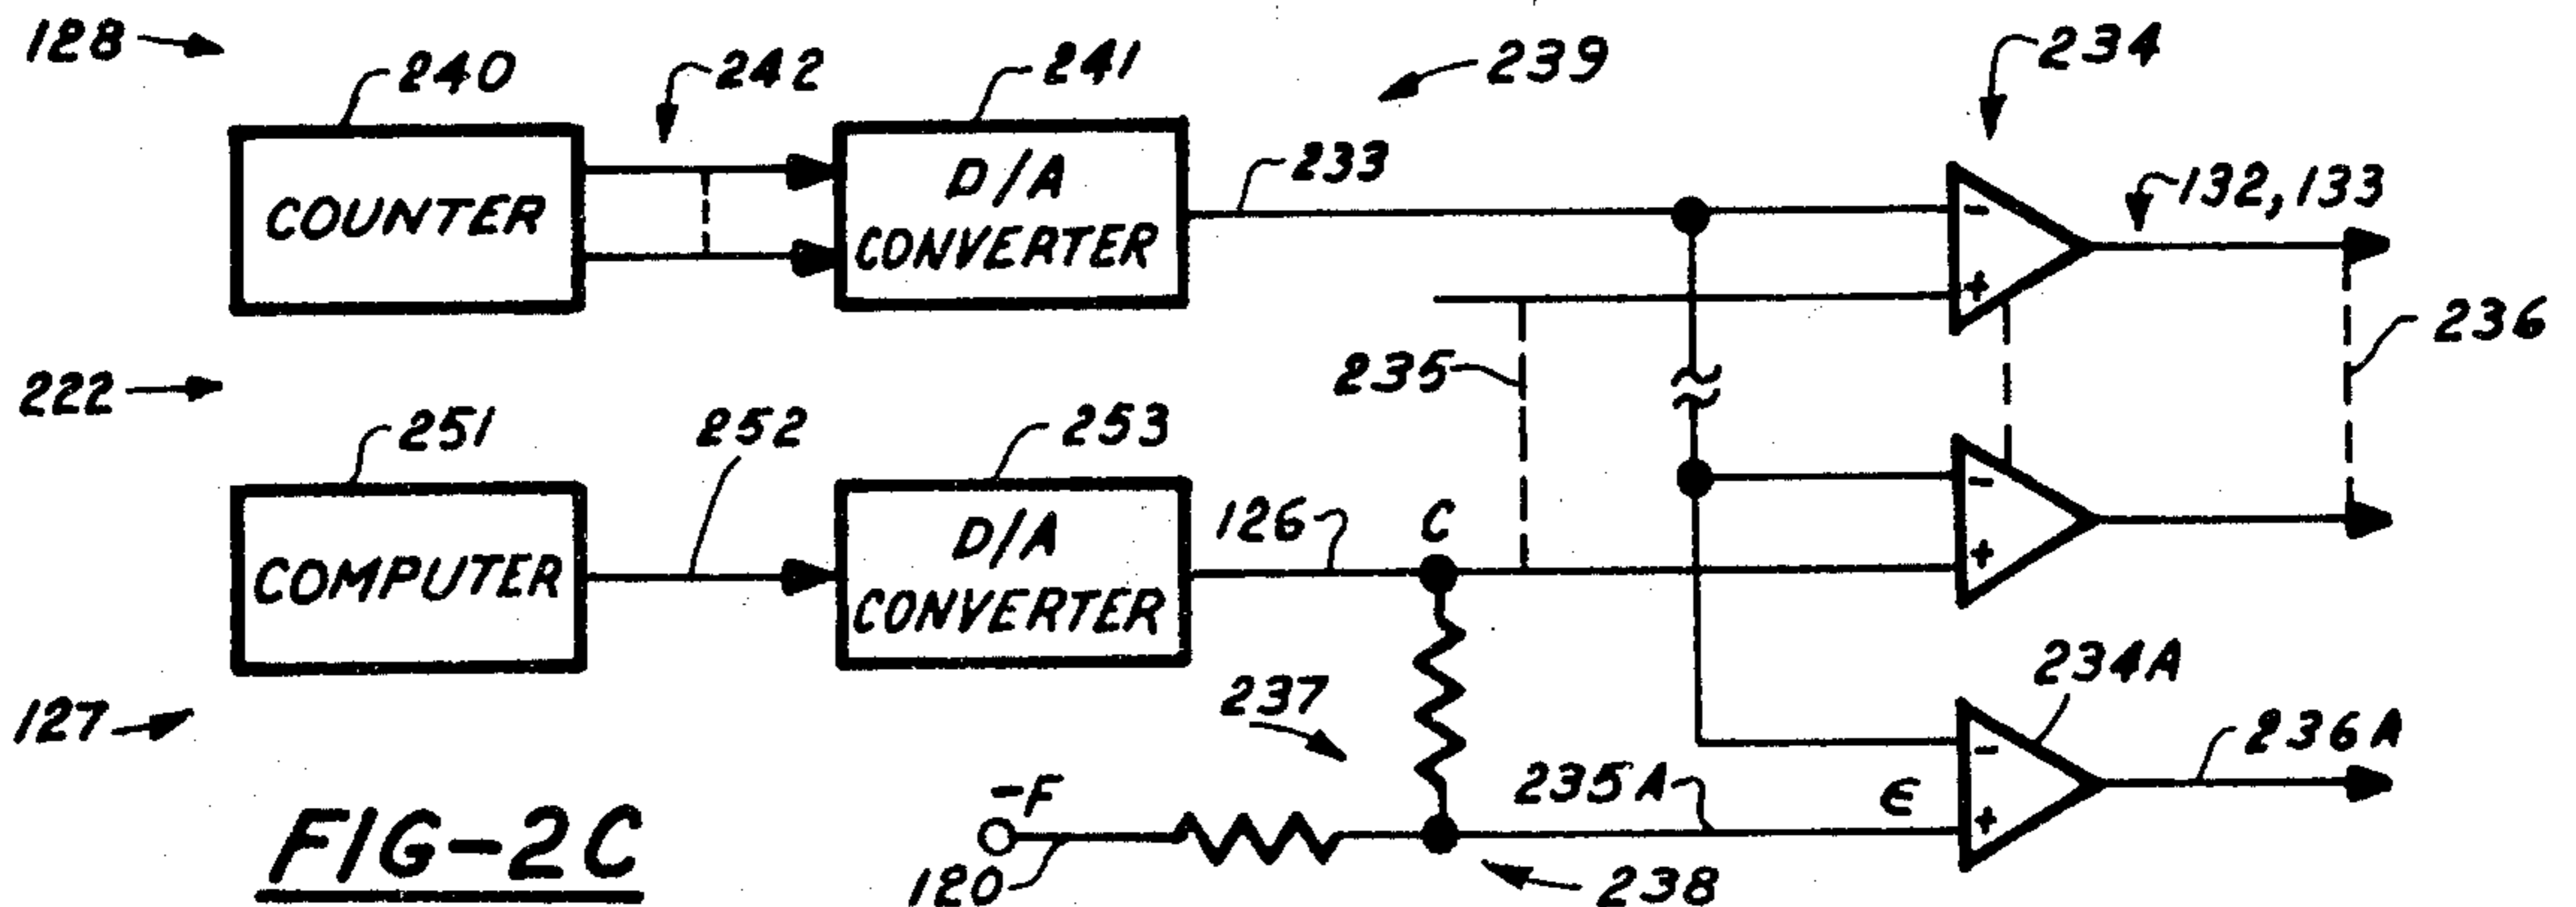 128
240
242
241
239
234
COUNTER
D/A
CONVERTER
233
-
+
132, 133
236
235
222
251
252
253
COMPUTER
D/A
CONVERTER
126
C
-
+
127
237
234A
-F
120
235A
ϵ
-
+
236A
238
FIG-2C